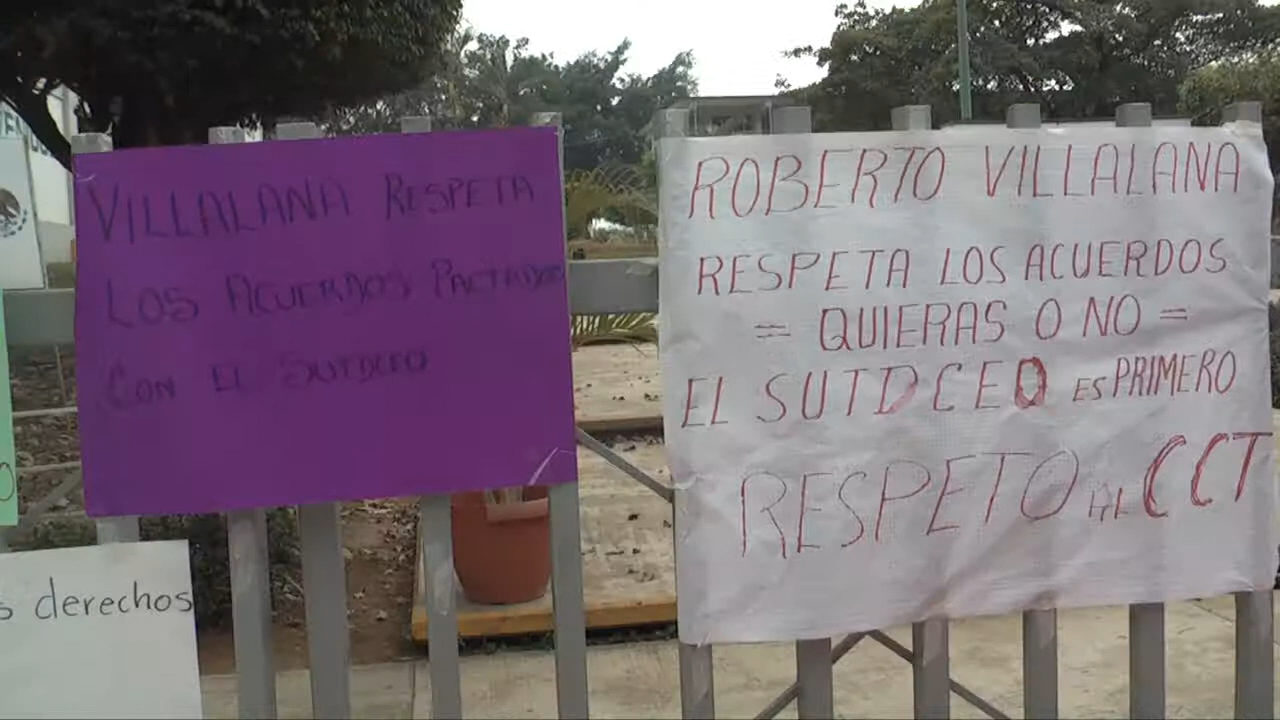 VILLALANA RESPETA
LOS ACUERDOS PACTADOS
CON EL SUTDCEO
ROBERTO VILLALANA
RESPETA LOS ACUERDOS
= QUIERAS O NO =
EL SUTDCEO ES PRIMERO
RESPETO AL CCT
s derechos
O